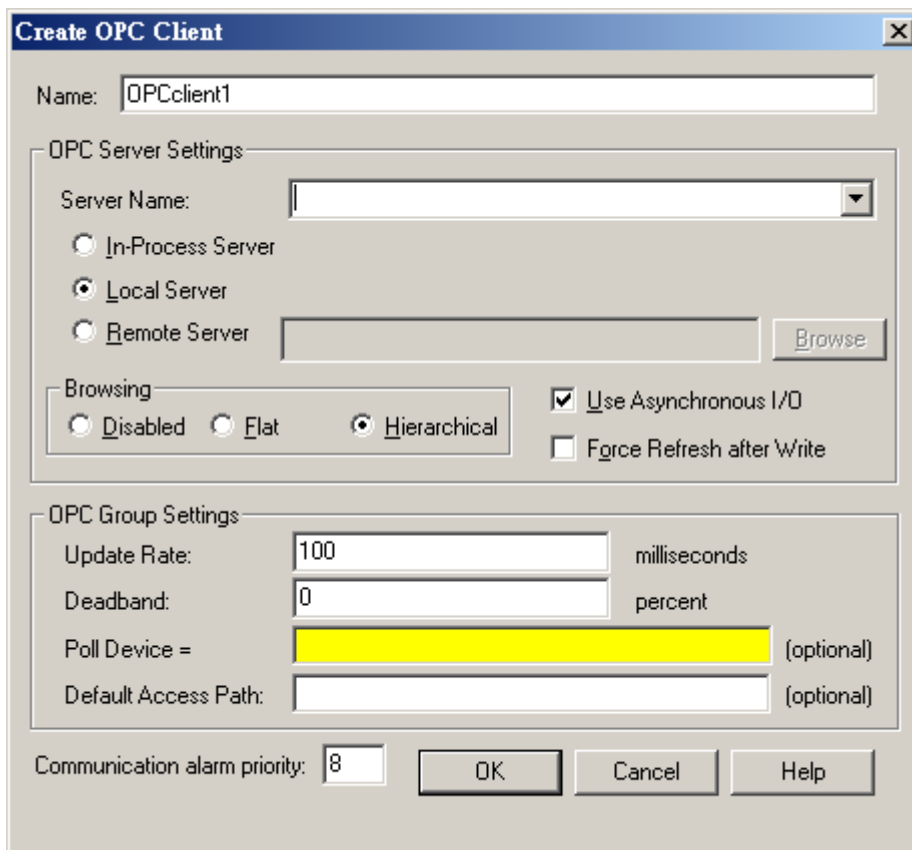 Create OPC Client
Name: OPCclient1
OPC Server Settings
Server Name:
In-Process Server
Local Server
Remote Server Browse
Browsing
Disabled Flat Hierarchical
Use Asynchronous I/O
Force Refresh after Write
OPC Group Settings
Update Rate: 100 milliseconds
Deadband: 0 percent
Poll Device = (optional)
Default Access Path: (optional)
Communication alarm priority: 8 OK Cancel Help